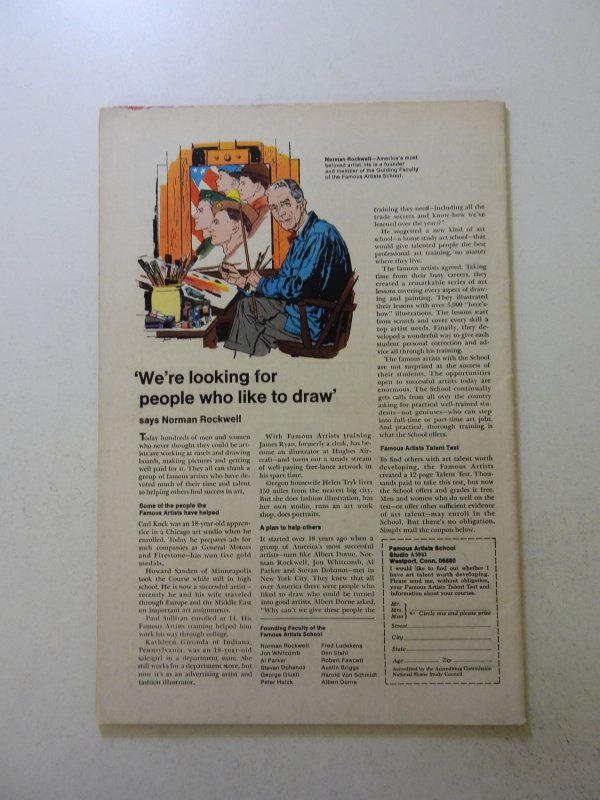 Norman Rockwell—America's most
beloved artist. He is a founder
and member of the Guiding Faculty
of the Famous Artists School.
'We're looking for
people who like to draw'
says Norman Rockwell
Today hundreds of men and women
who never thought they could be art-
ists are working at easels and drawing
boards, making pictures and getting
well paid for it. They all can thank a
group of famous artists who have de-
voted much of their time and talent
to helping others find success in art.
Some of the people the
Famous Artists have helped
Carl Kock was an 18-year-old appren-
tice in a Chicago art studio when he
enrolled. Today he prepares ads for
such companies as General Motors
and Firestone—has won five gold
medals.
Howard Sanden of Minneapolis
took the Course while still in high
school. He is now a successful artist—
recently he and his wife traveled
through Europe and the Middle East
on important art assignments.
Paul Sullivan enrolled at 14. His
Famous Artists training helped him
work his way through college.
Kathleen Gironda of Indiana,
Pennsylvania, was an 18-year-old
salesgirl in a department store. She
still works for a department store, but
now it's as an advertising artist and
fashion illustrator.
With Famous Artists training
James Ryan, formerly a clerk, has be-
come an illustrator at Hughes Air-
craft—and turns out a steady stream
of well-paying free-lance artwork in
his spare time.
Oregon housewife Helen Tryk lives
150 miles from the nearest big city.
But she does fashion illustration, has
her own studio, runs an art work
shop, does portraits.
A plan to help others
It started over 18 years ago when a
group of America's most successful
artists—men like Albert Dorne, Nor-
man Rockwell, Jon Whitcomb, Al
Parker and Stevan Dohanos—met in
New York City. They knew that all
over America there were people who
liked to draw who could be turned
into good artists. Albert Dorne asked,
"Why can't we give these people the
Founding Faculty of the
Famous Artists School
Norman Rockwell
Jon Whitcomb
Al Parker
Stevan Dohanos
George Giusti
Peter Helck
Fred Ludekens
Ben Stahl
Robert Fawcett
Austin Briggs
Harold Von Schmidt
Albert Dorne
training they need—including all the
trade secrets and know-how we've
learned over the years?"
He suggested a new kind of art
school—a home study art school—that
would give talented people the best
professional art training, no matter
where they live.
The famous artists agreed. Taking
time from their busy careers, they
created a remarkable series of art
lessons covering every aspect of draw-
ing and painting. They illustrated
their lessons with over 5,000 "here's-
how" illustrations. The lessons start
from scratch and cover every skill a
top artist needs. Finally, they de-
veloped a wonderful way to give each
student personal correction and ad-
vice all through his training.
The famous artists with the School
are not surprised at the success of
their students. The opportunities
open to successful artists today are
enormous. The School continually
gets calls from all over the country
asking for practical well-trained stu-
dents—not geniuses—who can step
into full-time or part-time art jobs.
And practical, thorough training is
what the School offers.
Famous Artists Talent Test
To find others with art talent worth
developing, the Famous Artists
created a 12-page Talent Test. Thou-
sands paid to take this test, but now
the School offers and grades it free.
Men and women who do well on the
test—or offer other sufficient evidence
of art talent—may enroll in the
School. But there's no obligation.
Simply mail the coupon below.
Famous Artists School
Studio
Westport, Conn. 06880
I would like to find out whether I
have art talent worth developing.
Please send me, without obligation,
your Famous Artists Talent Test and
information about your courses.
Mr.
Mrs.
Miss
Circle one and please print
Street
City
State
Age Zip
Accredited by the Accrediting Commission
National Home Study Council